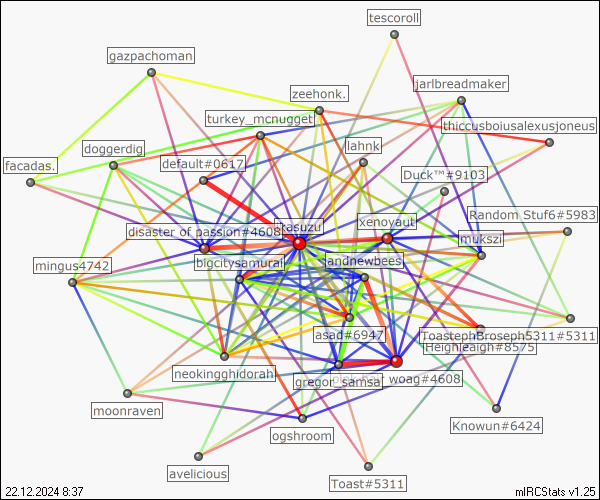 tescoroll
gazpachoman
jarlbreadmaker
zeehonk.
turkey_mcnugget
thiccusboiusalexusjoneus
doggerdig
lahnk
default#0617
facadas.
Duck™#9103
Random Stuf6#5983
kasuzu
xenoyaut
disaster of passion#4608
mukszi
bigcitysamurai
andnewbees
mingus4742
asad#6947
ToastephBroseph5311#5311
Heighleaigh#8575
neokingghidorah
gregor_samsa
woag#4608
moonraven
ogshroom
Knowun#6424
avelicious
Toast#5311
22.12.2024 8:37
mIRCStats v1.25